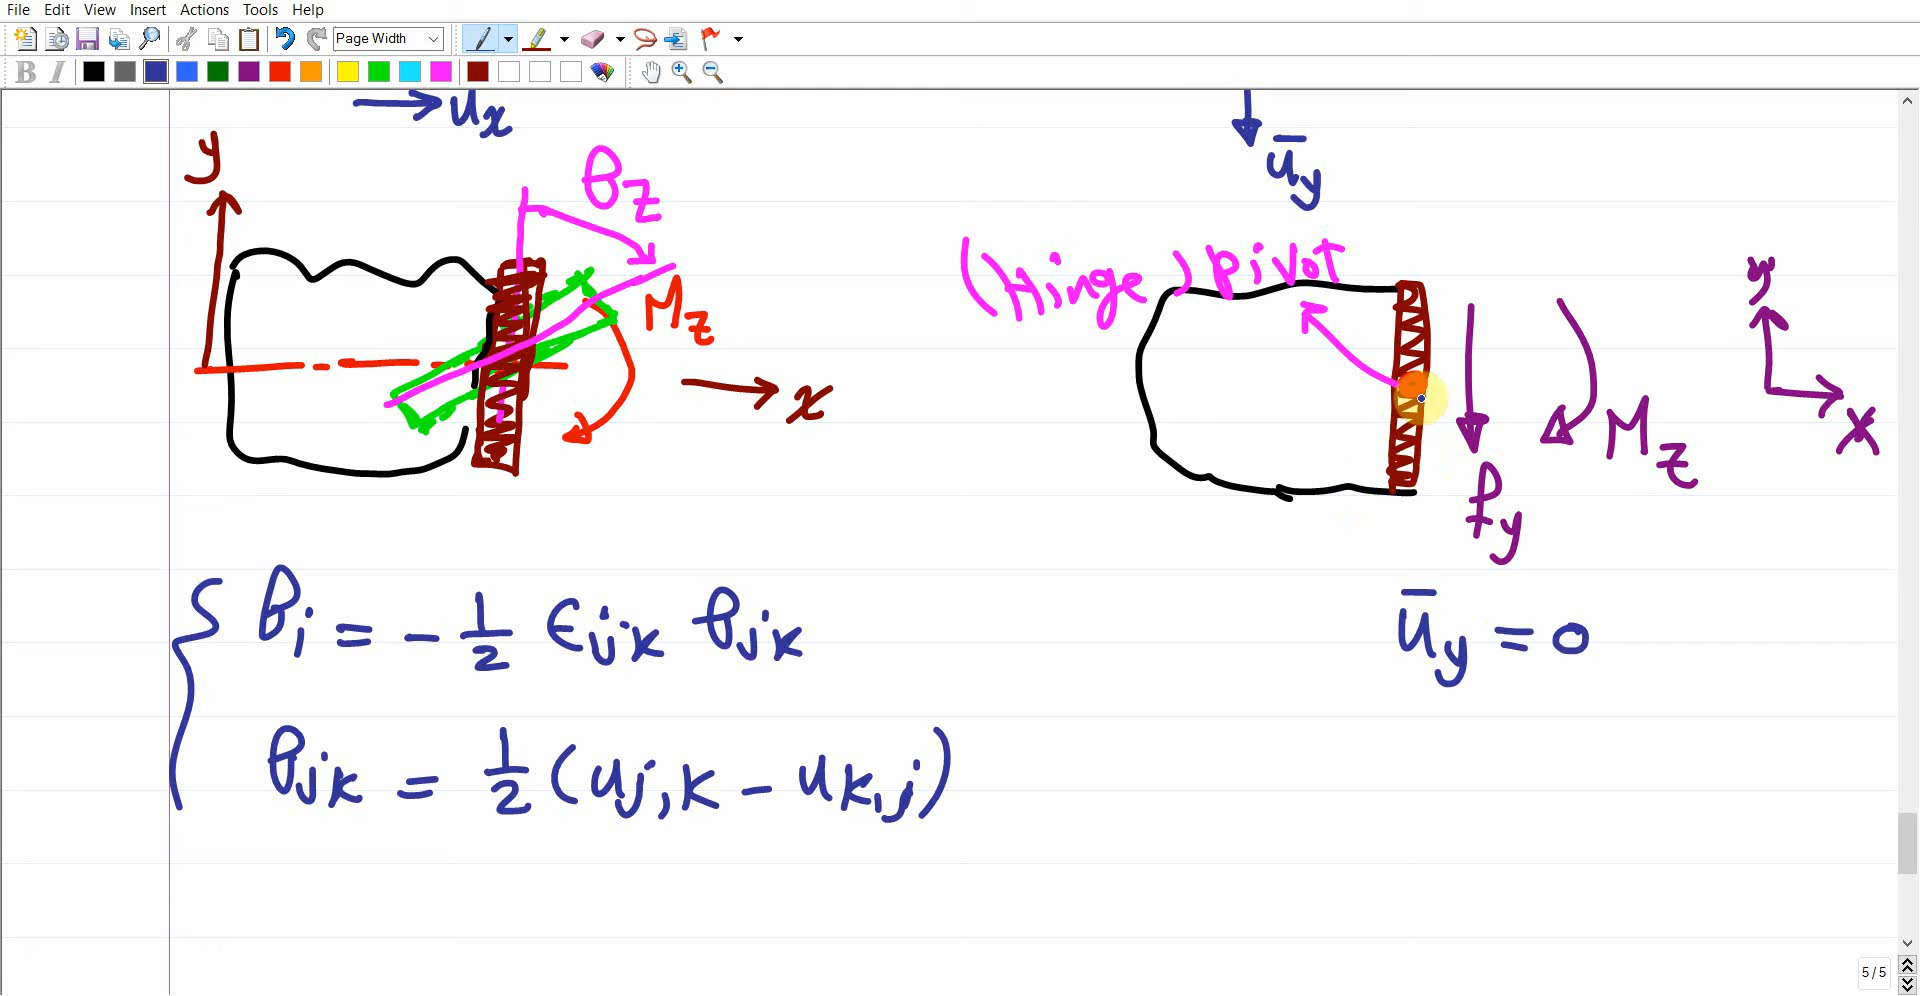 File Edit View Insert Actions Tools Help
Page Width
B I
u_x
ū_y
y
θ_z
M_z
x
(Hinge) pivot
y
x
M_z
f_y
ū_y = 0
θ_i = - 1/2 ϵ_ijk θ_jk
θ_jk = 1/2 (u_j,k - u_k,j)
5 / 5